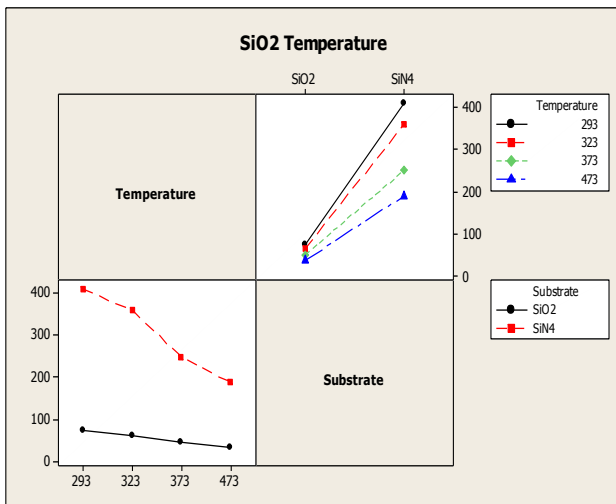 SiO2 Temperature
SiO2 SiN4
400
300
200
100
0
Temperature
293
323
373
473
Temperature
400
300
200
100
0
293 323 373 473
Substrate
Substrate
SiO2
SiN4